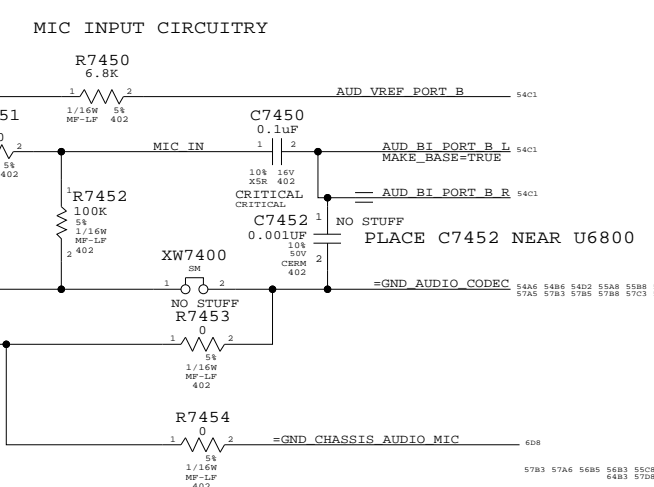 MIC INPUT CIRCUITRY
R7450
6.8K
1 2
AUD_VREF_PORT_B 54C1
1/16W 5%
MF-LF 402
51
0
2
5%
402
C7450
0.1uF
MIC_IN
1 2
AUD_BI_PORT_B_L 54C1
MAKE_BASE=TRUE
10% 16V
X5R 402
CRITICAL
CRITICAL
AUD_BI_PORT_B_R 54C1
1
R7452
100K
5%
1/16W
MF-LF
402
2
C7452
0.001UF
10%
50V
CERM
402
1
2
NO STUFF
PLACE C7452 NEAR U6800
XW7400
SM
1 2
=GND_AUDIO_CODEC
54A6 54B6 54D2 55A8 55B8
57A5 57B3 57B5 57B8 57C3
NO STUFF
R7453
0
1 2
5%
1/16W
MF-LF
402
R7454
0
1 2
=GND_CHASSIS_AUDIO_MIC 6D8
5%
1/16W
MF-LF
402
57B3 57A6 56B5 56B3 55C8
64B3 57D8